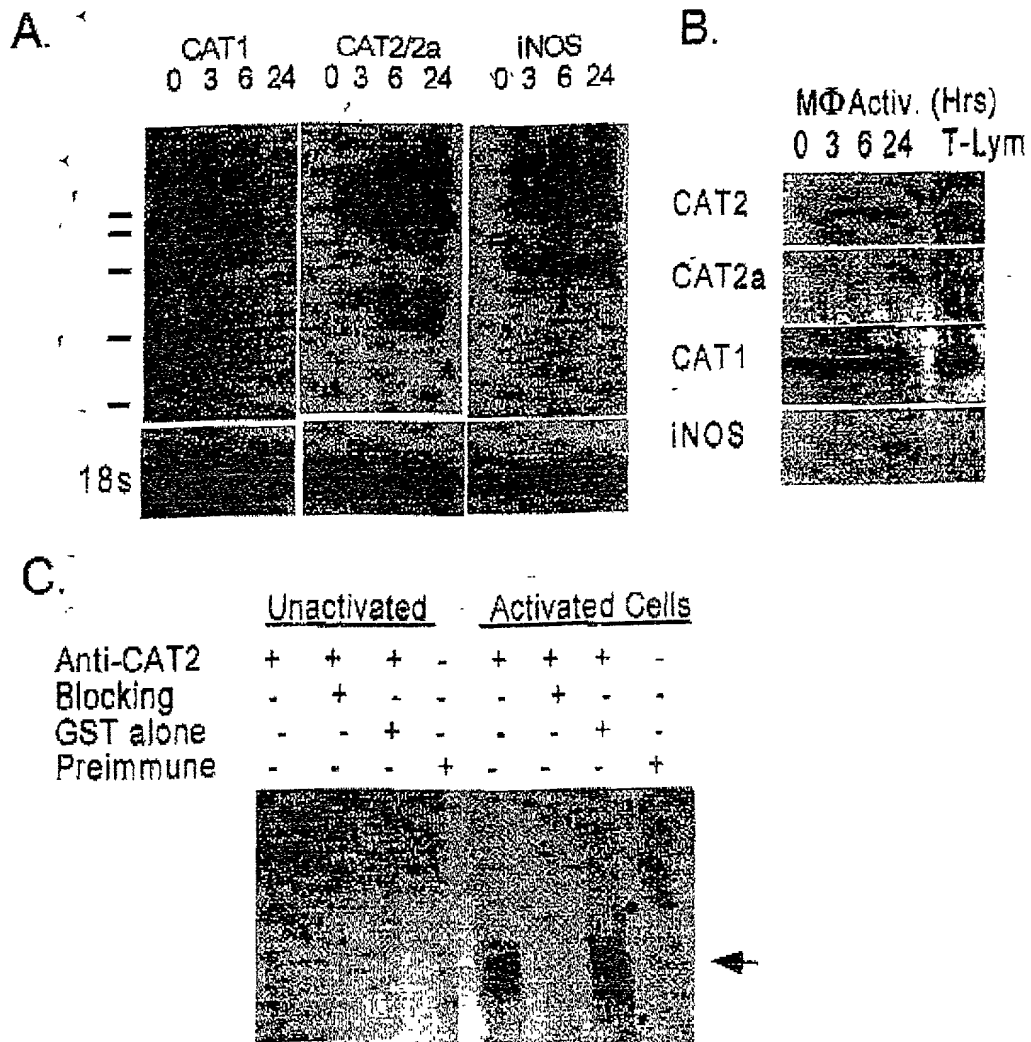 A.
CAT1 CAT2/2a iNOS
0 3 6 24 0 3 6 24 0 3 6 24
18s
B.
MΦ Activ. (Hrs)
0 3 6 24 T-Lym
CAT2
CAT2a
CAT1
iNOS
C.
Unactivated Activated Cells
Anti-CAT2 + + + - + + + -
Blocking - + - - - + - -
GST alone - - + - - - + -
Preimmune - - - + - - - +